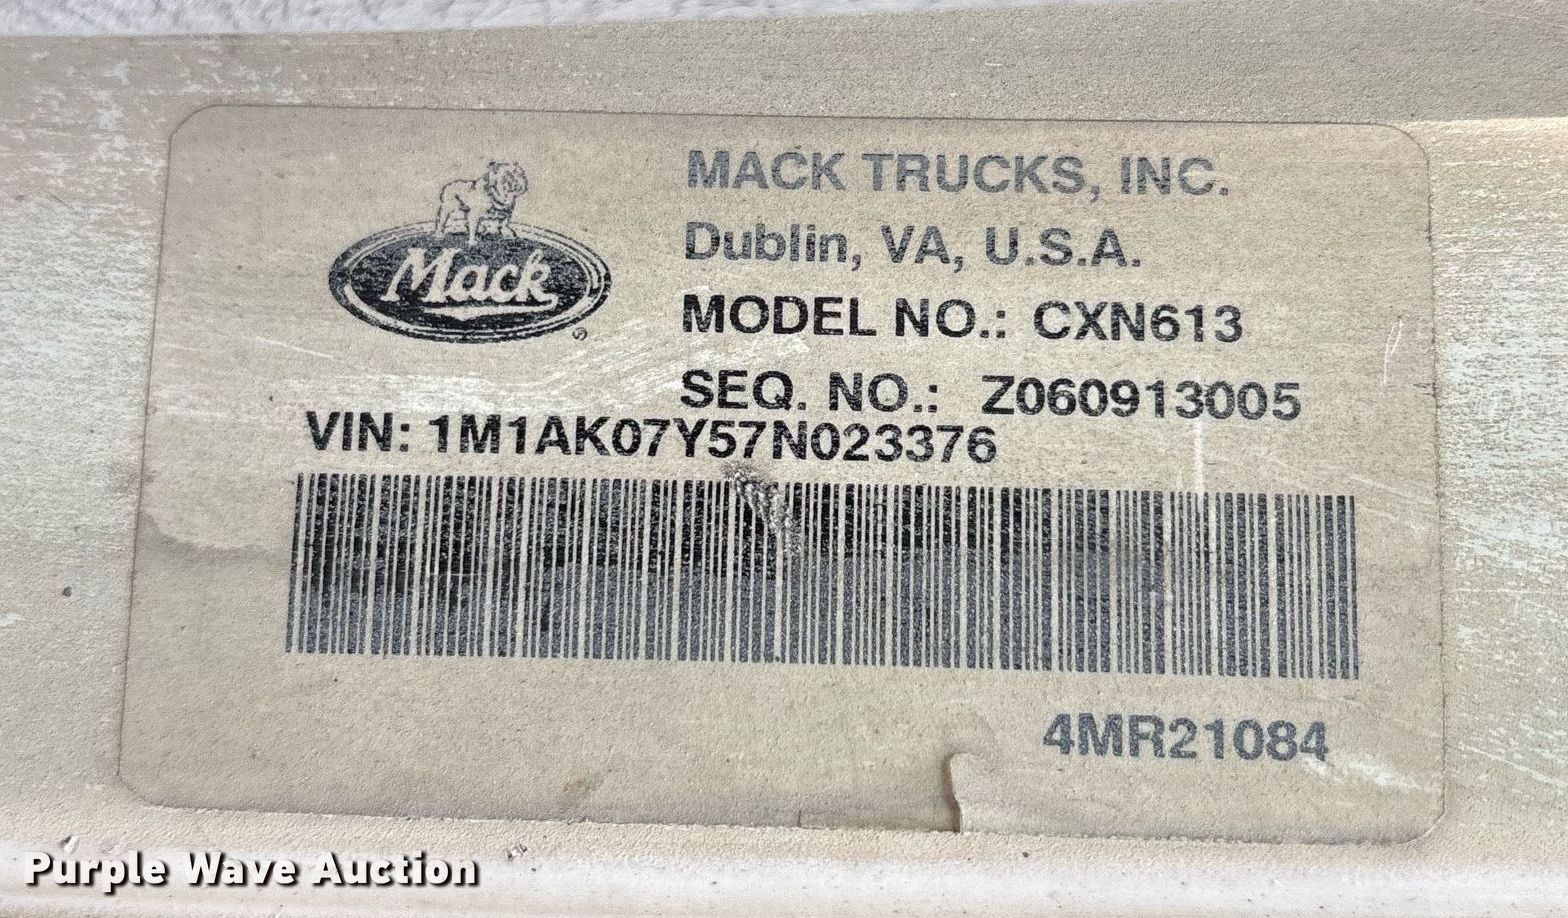 Mack
®
MACK TRUCKS, INC.
Dublin, VA, U.S.A.
MODEL NO.: CXN613
SEQ. NO.: Z060913005
VIN: 1M1AK07Y57N023376
4MR21084
Purple Wave Auction